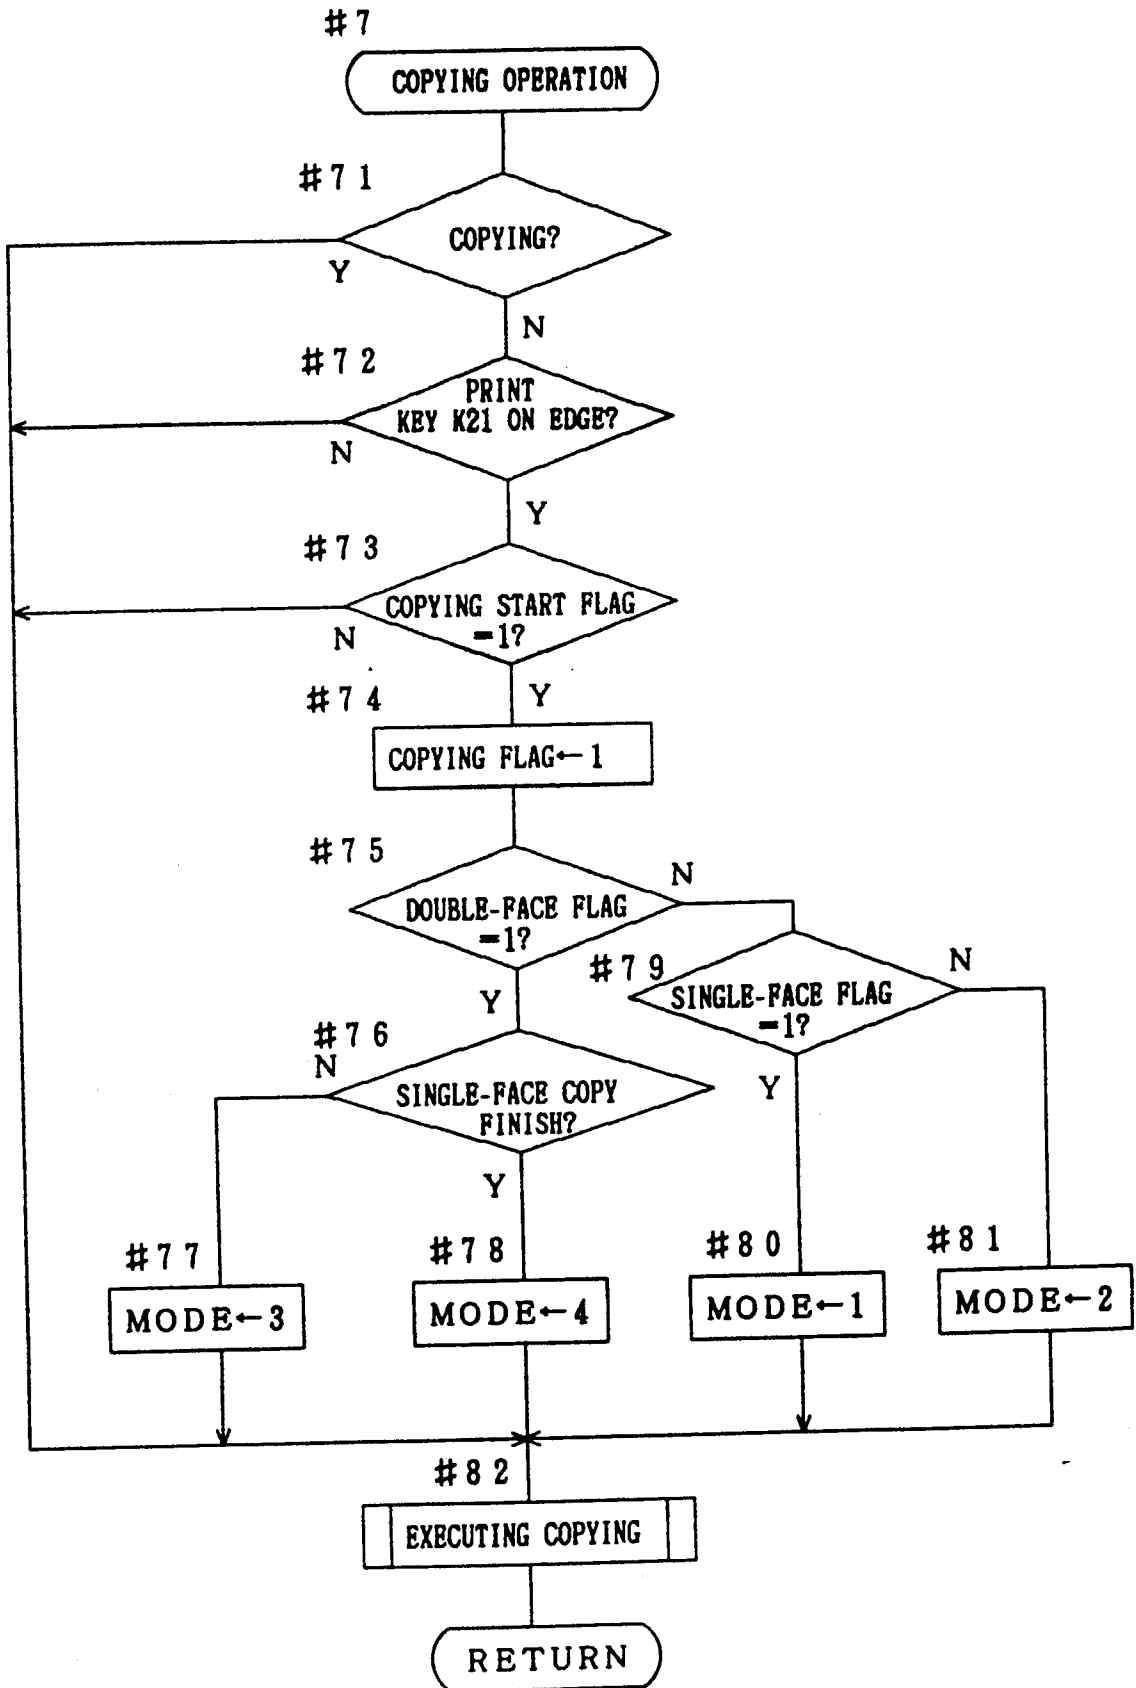 #7
COPYING OPERATION
#71
COPYING?
Y
N
#72
PRINT
KEY K21 ON EDGE?
N
Y
#73
COPYING START FLAG
=1?
N
Y
#74
COPYING FLAG←1
#75
DOUBLE-FACE FLAG
=1?
N
Y
#79
SINGLE-FACE FLAG
=1?
N
Y
#76
N
SINGLE-FACE COPY
FINISH?
Y
#77
MODE←3
#78
MODE←4
#80
MODE←1
#81
MODE←2
#82
EXECUTING COPYING
RETURN